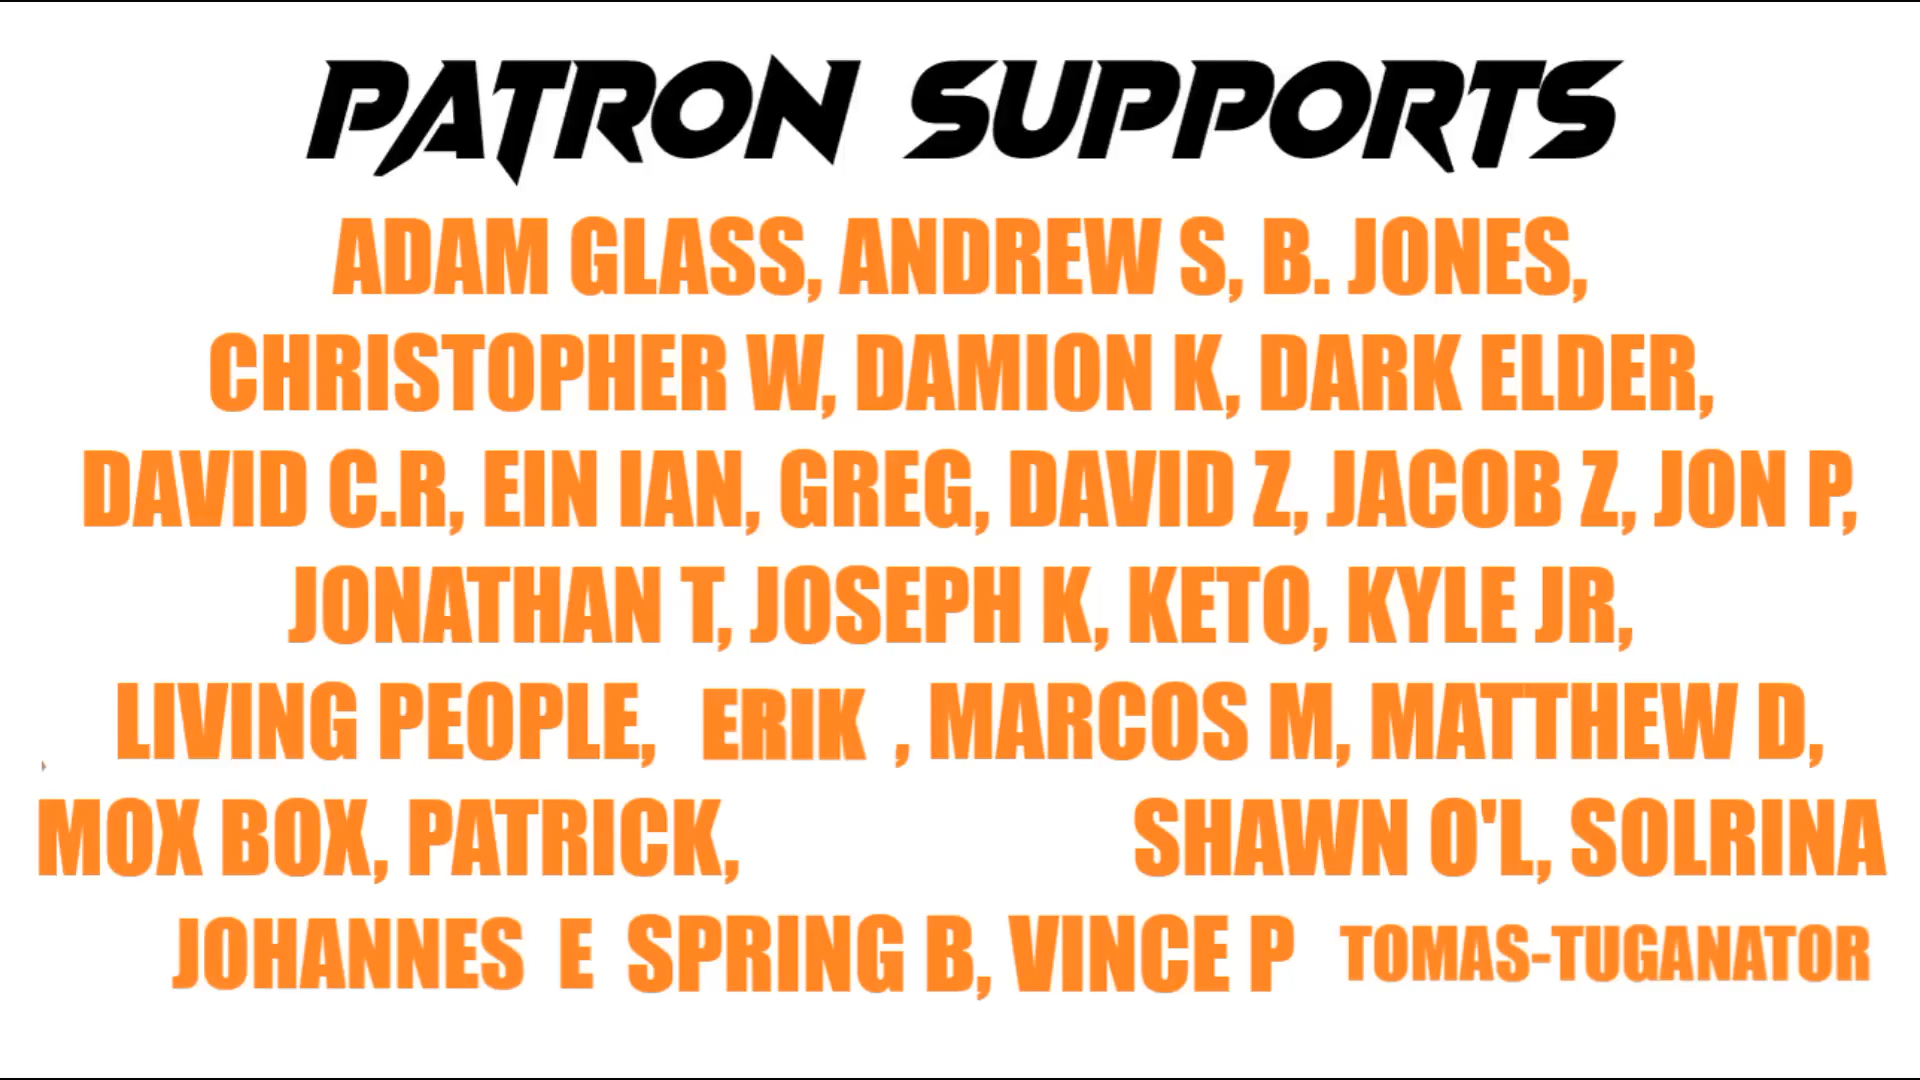 PATRON SUPPORTS
ADAM GLASS, ANDREW S, B. JONES,
CHRISTOPHER W, DAMION K, DARK ELDER,
DAVID C.R, EIN IAN, GREG, DAVID Z, JACOB Z, JON P,
JONATHAN T, JOSEPH K, KETO, KYLE JR,
LIVING PEOPLE, ERIK , MARCOS M, MATTHEW D,
MOX BOX, PATRICK, SHAWN O'L, SOLRINA
JOHANNES E SPRING B, VINCE P TOMAS-TUGANATOR